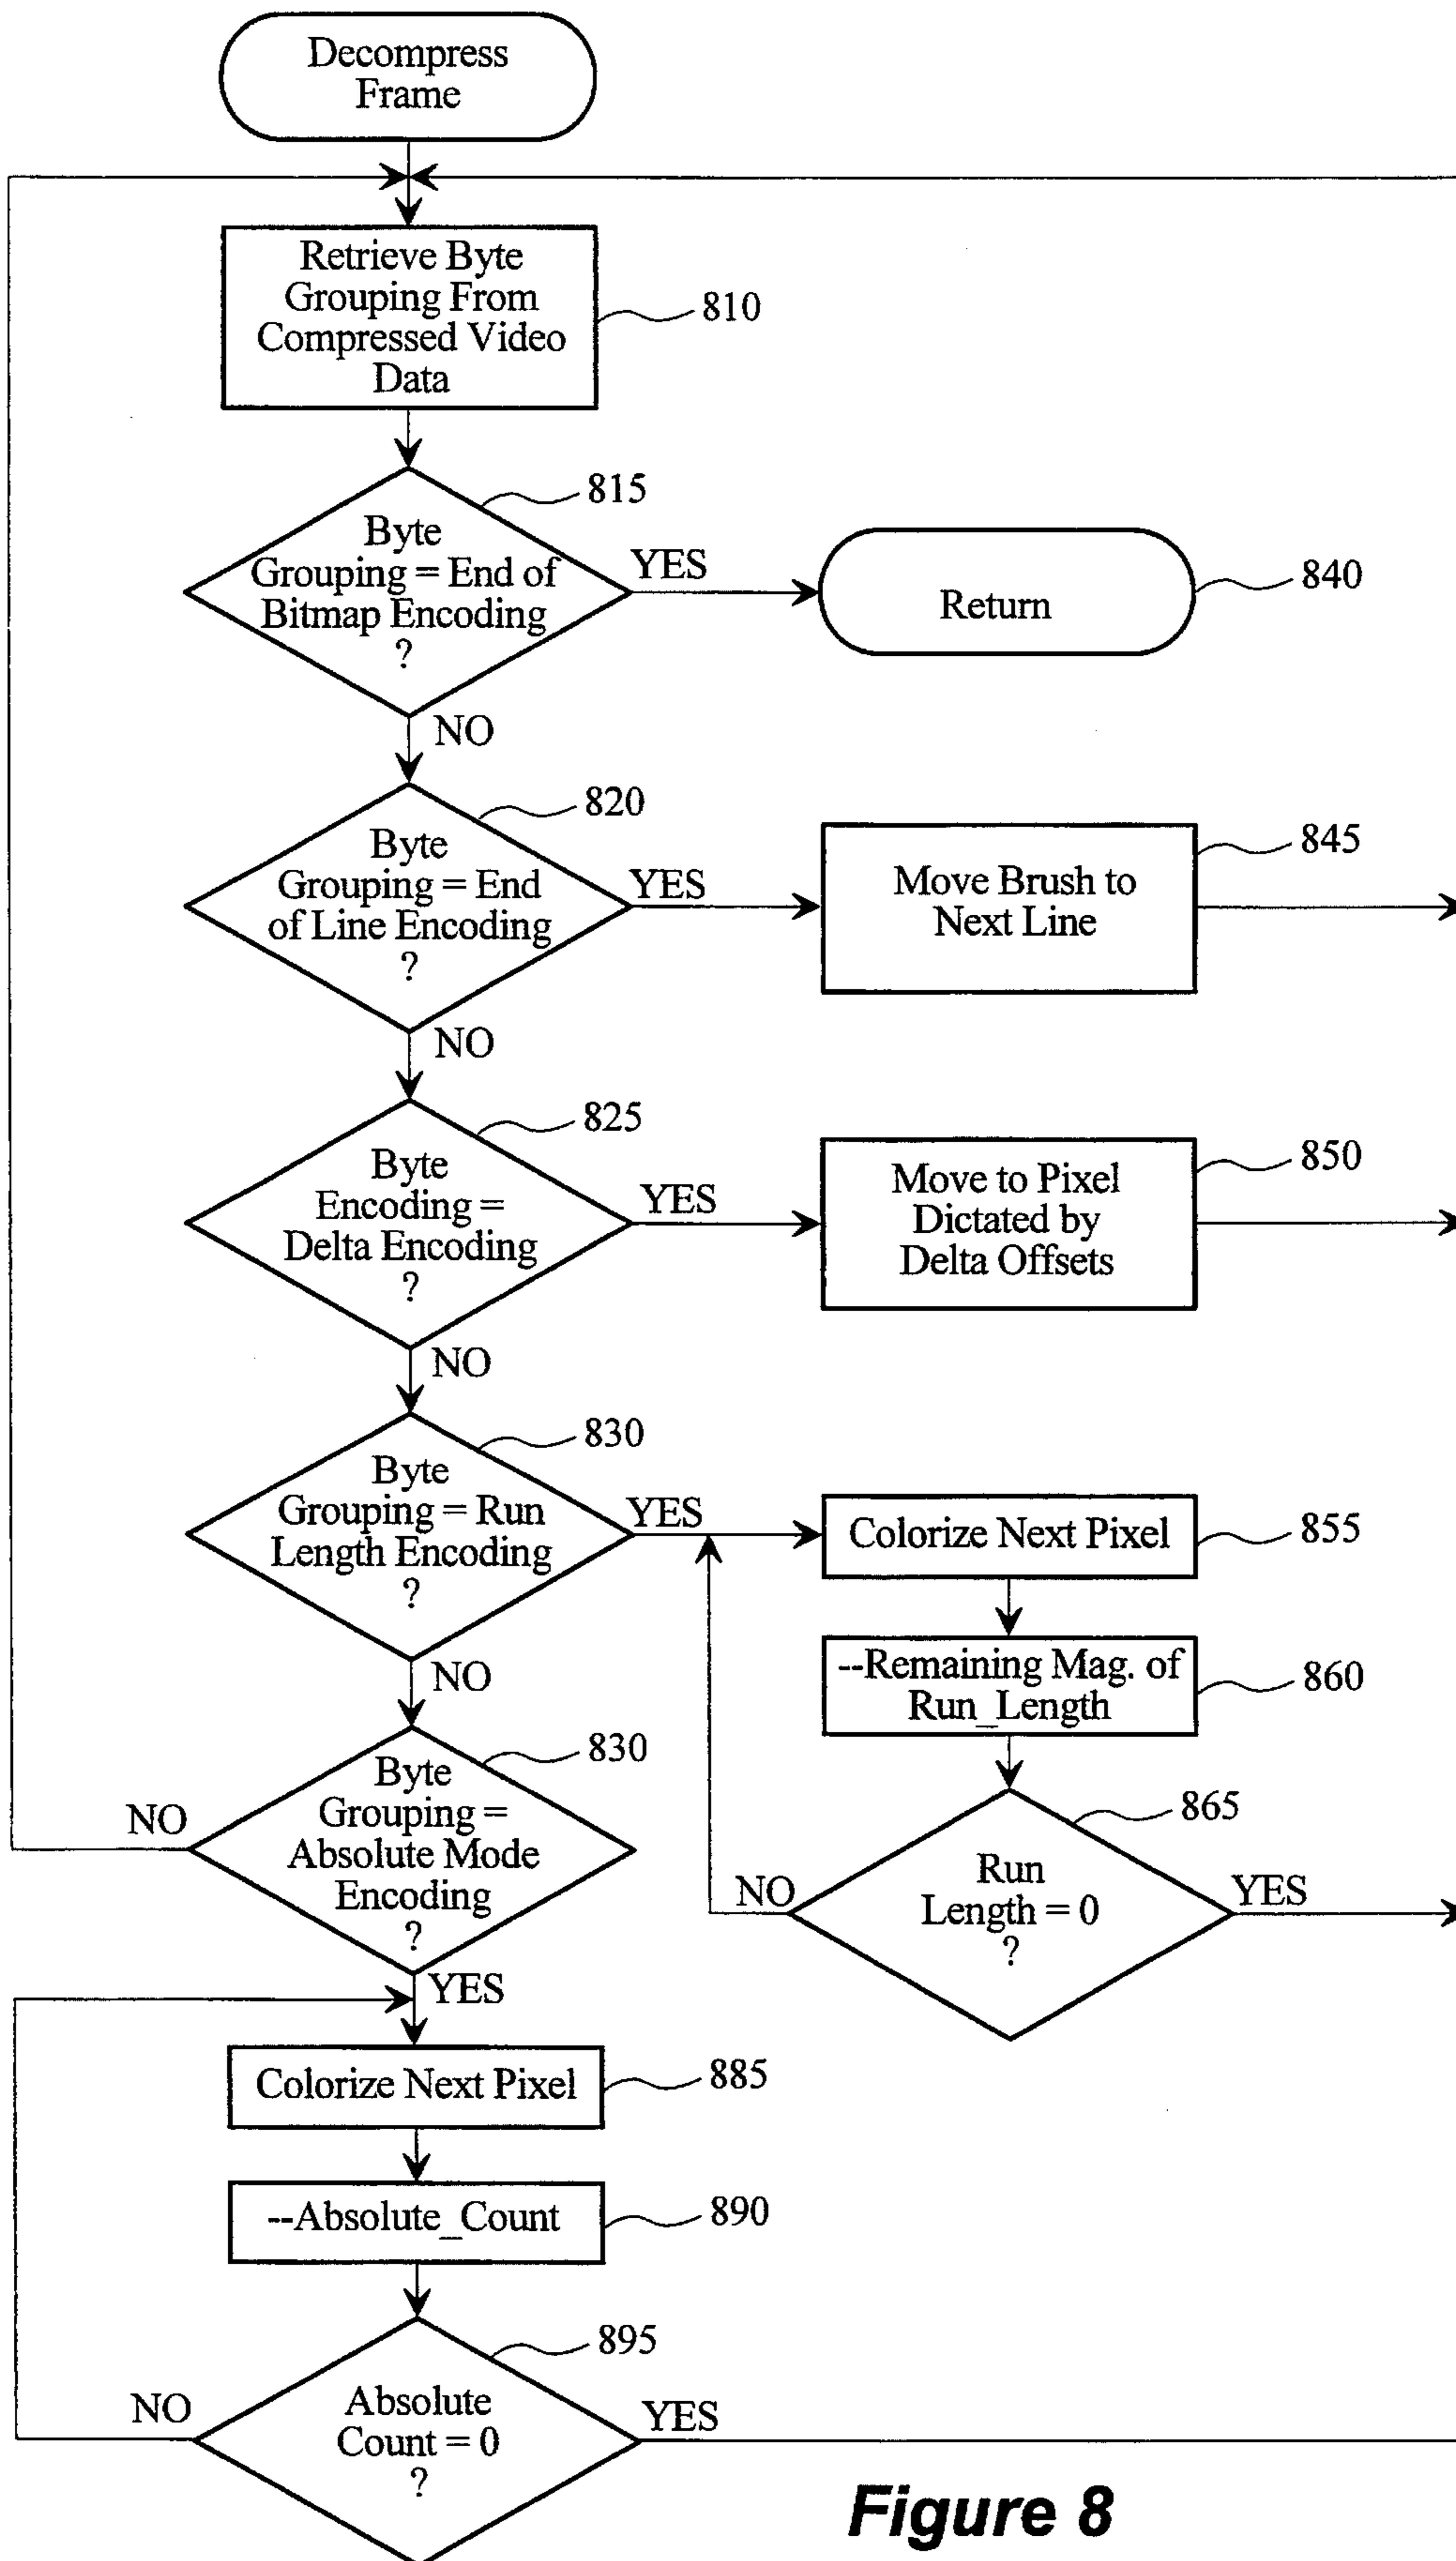 Decompress
Frame
Retrieve Byte
Grouping From
Compressed Video
Data
810
815
Byte
Grouping = End of
Bitmap Encoding
?
YES
Return
840
NO
820
Byte
Grouping = End
of Line Encoding
?
YES
Move Brush to
Next Line
845
NO
825
Byte
Encoding =
Delta Encoding
?
YES
Move to Pixel
Dictated by
Delta Offsets
850
NO
830
Byte
Grouping = Run
Length Encoding
?
YES
Colorize Next Pixel
855
--Remaining Mag. of
Run_Length
860
865
Run
Length = 0
?
NO
YES
NO
830
Byte
Grouping =
Absolute Mode
Encoding
?
NO
YES
Colorize Next Pixel
885
--Absolute_Count
890
895
Absolute
Count = 0
?
NO
YES
Figure 8